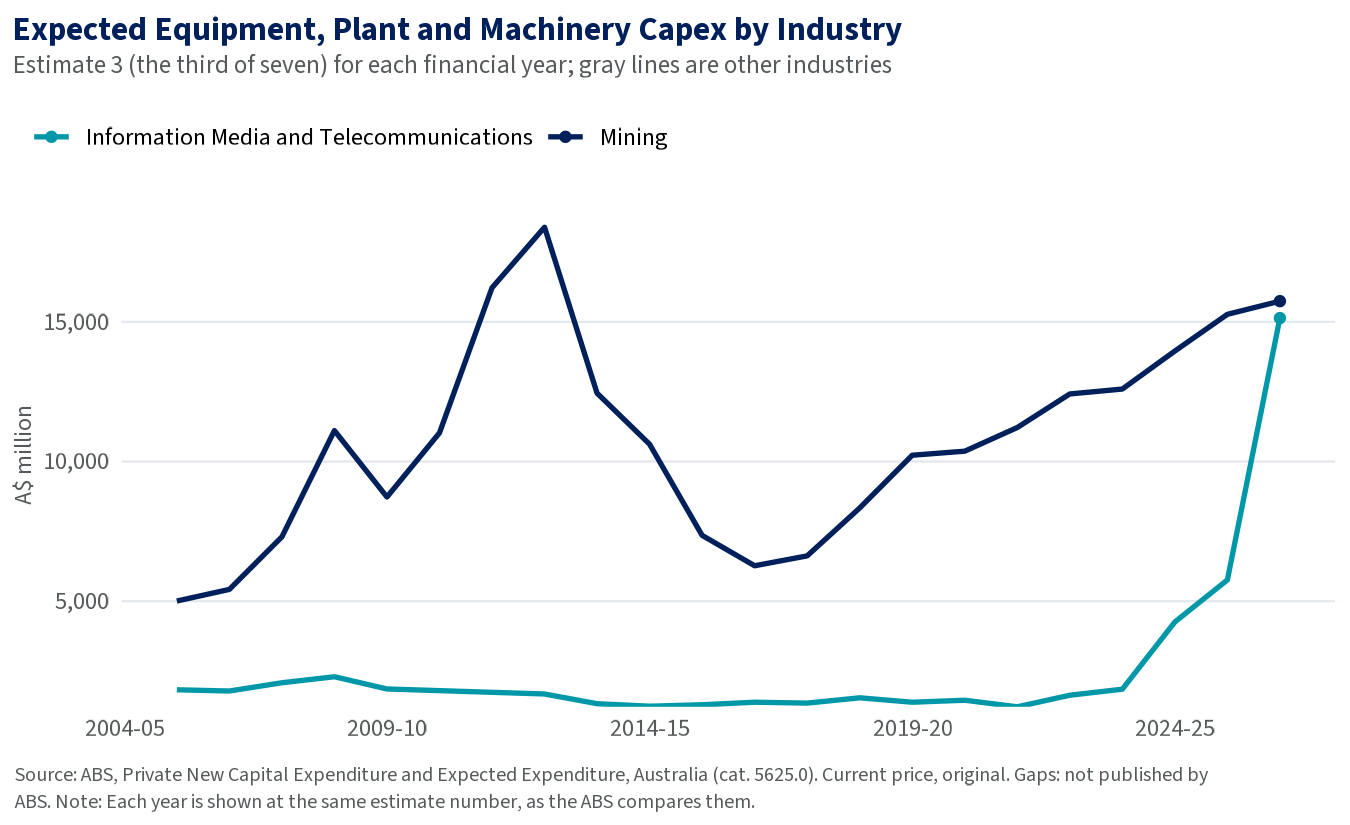 Expected Equipment, Plant and Machinery Capex by Industry
Estimate 3 (the third of seven) for each financial year; gray lines are other industries
Information Media and Telecommunications Mining
A$ million
15,000
10,000
5,000
2004-05 2009-10 2014-15 2019-20 2024-25
Source: ABS, Private New Capital Expenditure and Expected Expenditure, Australia (cat. 5625.0). Current price, original. Gaps: not published by
ABS. Note: Each year is shown at the same estimate number, as the ABS compares them.